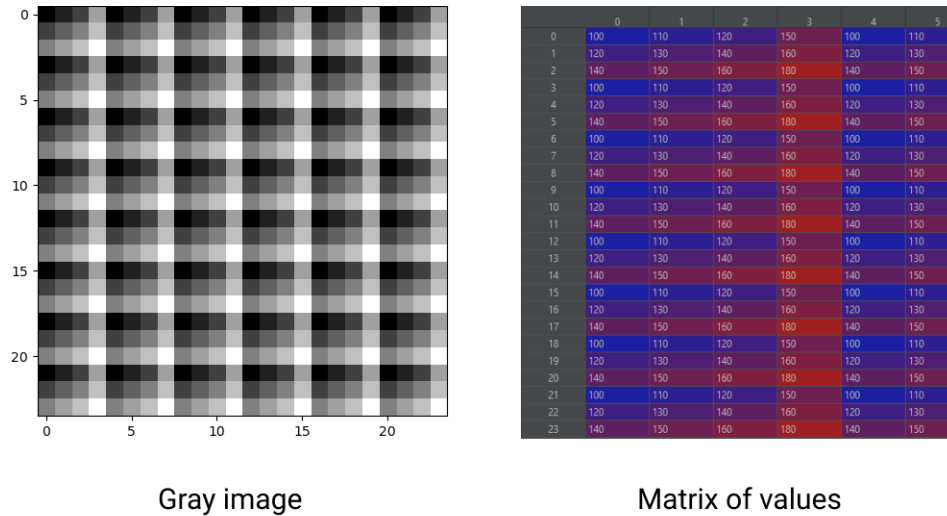 0 1 2 3 4 5
0 0 100 110 120 150 100 110
1 120 130 140 160 120 130
2 140 150 160 180 140 150
3 100 110 120 150 100 110
4 120 130 140 160 120 130
5 5 140 150 160 180 140 150
6 100 110 120 150 100 110
7 120 130 140 160 120 130
8 140 150 160 180 140 150
9 100 110 120 150 100 110
10 10 120 130 140 160 120 130
11 140 150 160 180 140 150
12 100 110 120 150 100 110
13 120 130 140 160 120 130
14 140 150 160 180 140 150
15 15 100 110 120 150 100 110
16 120 130 140 160 120 130
17 140 150 160 180 140 150
18 100 110 120 150 100 110
19 120 130 140 160 120 130
20 20 140 150 160 180 140 150
21 100 110 120 150 100 110
22 120 130 140 160 120 130
23 140 150 160 180 140 150
0 5 10 15 20
Gray image Matrix of values